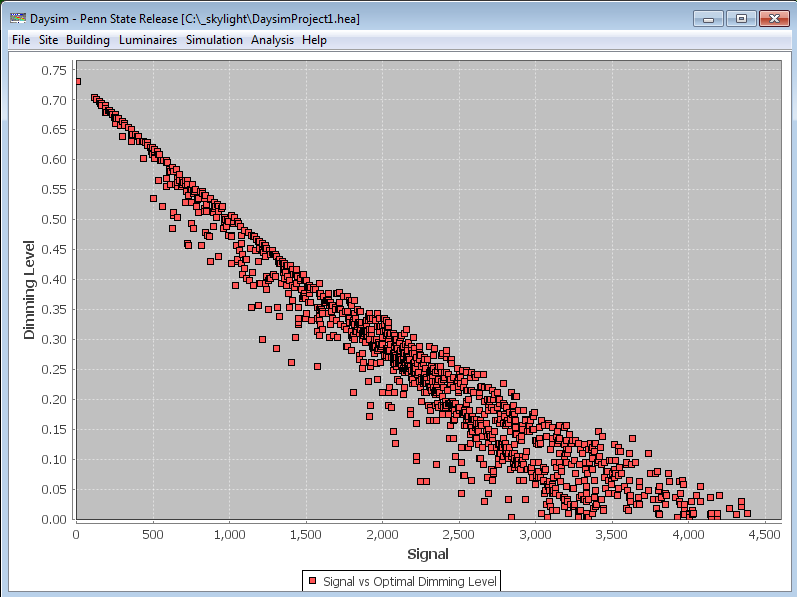 Daysim - Penn State Release [C:\_skylight\DaysimProject1.hea]
File Site Building Luminaires Simulation Analysis Help
0.75
0.70
0.65
0.60
0.55
0.50
0.45
0.40
0.35
0.30
0.25
0.20
0.15
0.10
0.05
0.00
Dimming Level
0 500 1,000 1,500 2,000 2,500 3,000 3,500 4,000 4,500
Signal
Signal vs Optimal Dimming Level